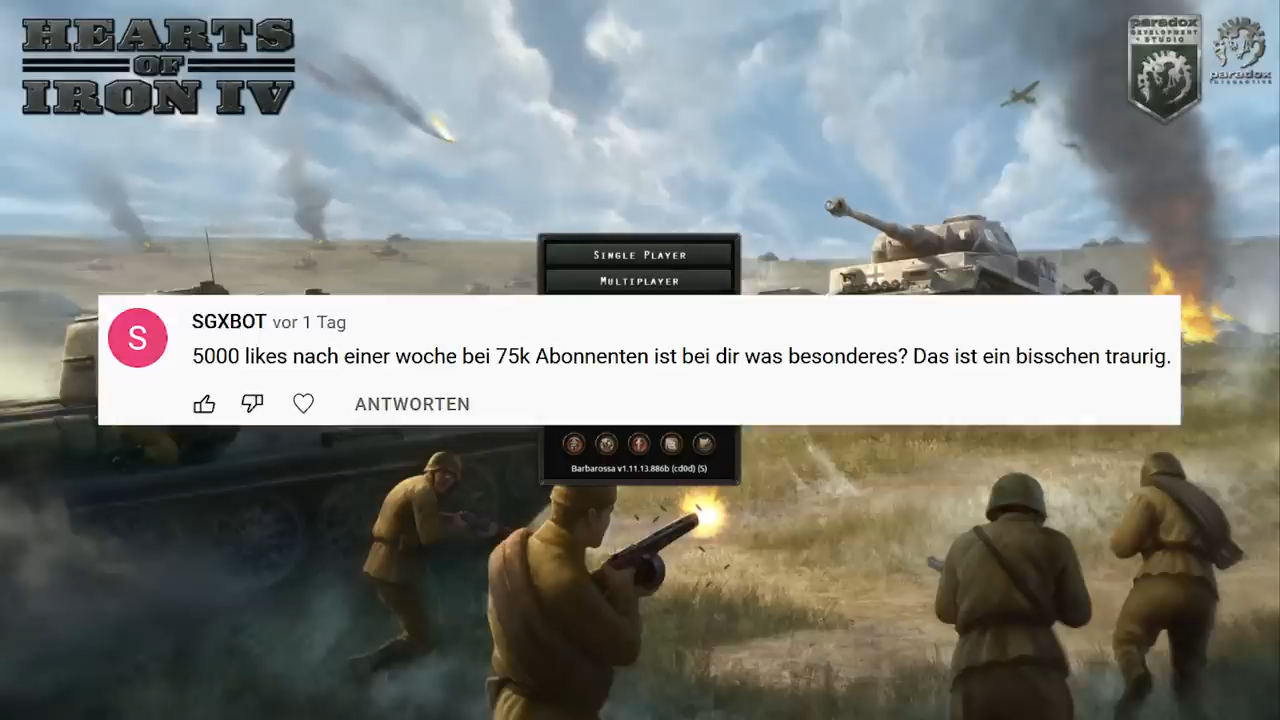 HEARTS
OF
IRON IV
paradox
DEVELOPMENT
STUDIO
paradox
INTERACTIVE
SINGLE PLAYER
MULTIPLAYER
S
SGXBOT vor 1 Tag
5000 likes nach einer woche bei 75k Abonnenten ist bei dir was besonderes? Das ist ein bisschen traurig.
ANTWORTEN
Barbarossa v1.11.13.886b (cd0d) (S)